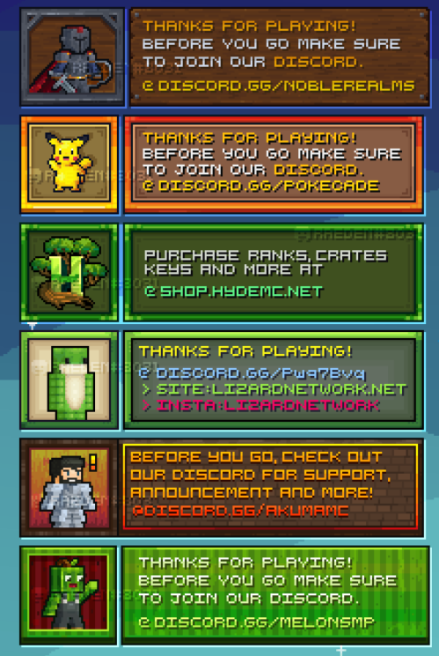 THANKS FOR PLAYING!
BEFORE YOU GO MAKE SURE
TO JOIN OUR DISCORD.
@ DISCORD.GG/NOBLEREALMS
THANKS FOR PLAYING!
BEFORE YOU GO MAKE SURE
TO JOIN OUR DISCORD.
@ DISCORD.GG/POKECADE
PURCHASE RANKS, CRATES
KEYS AND MORE AT
@ SHOP.HYDEMC.NET
THANKS FOR PLAYING!
@ DISCORD.GG/Pwq7Bvq
> SITE:LIZARDNETWORK.NET
> INSTA:LIZARDNETWORK
!
BEFORE YOU GO, CHECK OUT
OUR DISCORD FOR SUPPORT,
ANNOUNCEMENT AND MORE!
@DISCORD.GG/AKUMAMC
THANKS FOR PLAYING!
BEFORE YOU GO MAKE SURE
TO JOIN OUR DISCORD.
@ DISCORD.GG/MELONSMP